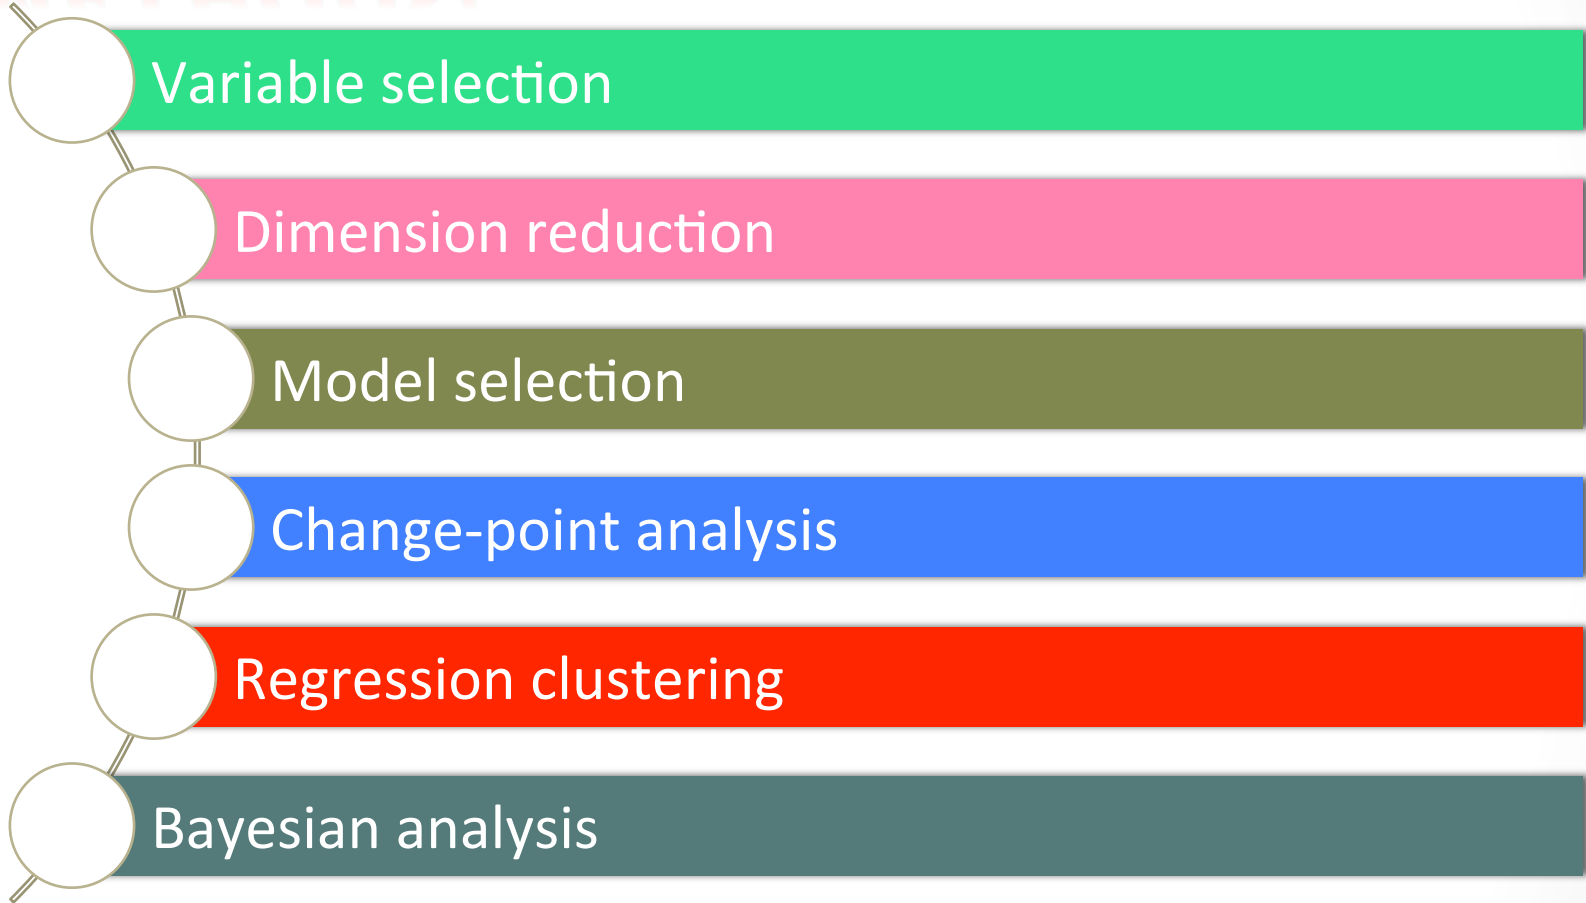 Variable selection
Dimension reduction
Model selection
Change-point analysis
Regression clustering
Bayesian analysis